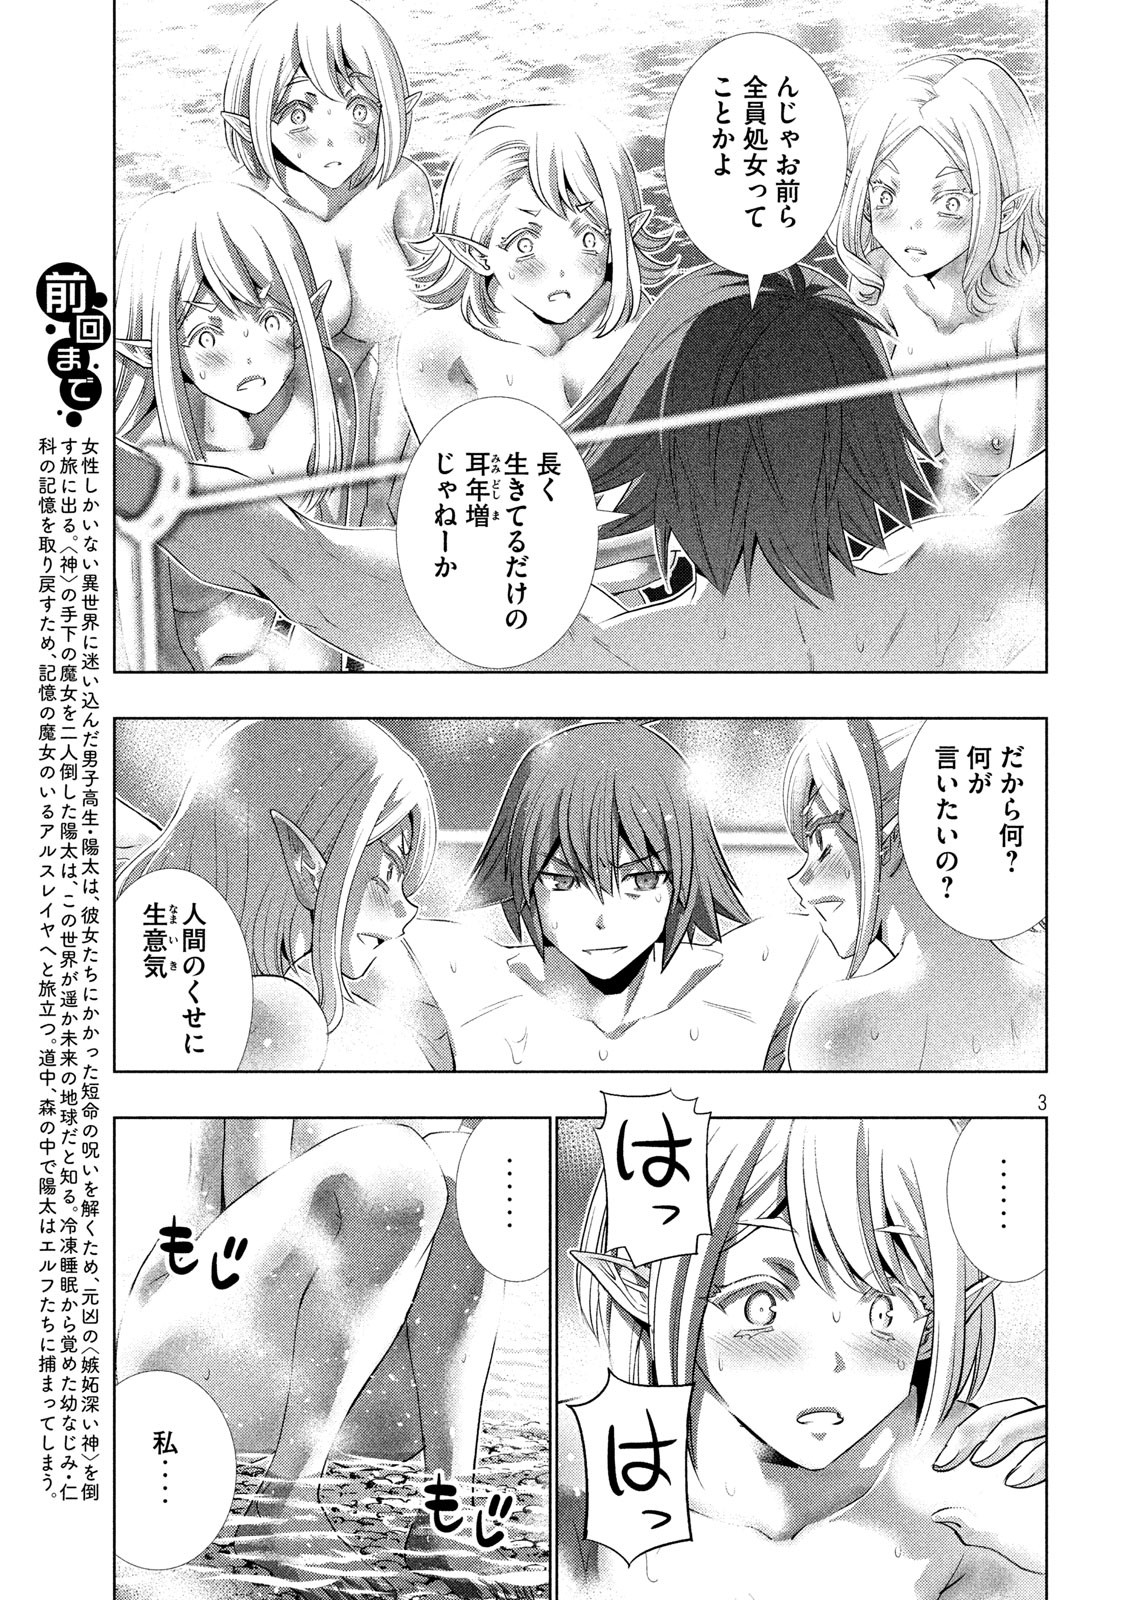 んじゃお前ら
全員処女って
ことかよ
長く
生きてるだけの
耳年増
みみどしま
じゃねーか
だから何?
何が
言いたいの?
人間のくせに
生意気
なまいき
3
‥‥‥
はっ
はっ
‥‥‥
もじ
もじ
私‥‥
前回まで
女性しかいない異世界に迷い込んだ男子高生・陽太は、彼女たちにかかった短命の呪いを解くため、元凶の〈嫉妬深い神〉を倒
す旅に出る。〈神〉の手下の魔女を二人倒した陽太は、この世界が遥か未来の地球だと知る。冷凍睡眠から覚めた幼なじみ・仁
科の記憶を取り戻すため、記憶の魔女のいるアルスレイヤへと旅立つ。道中、森の中で陽太はエルフたちに捕まってしまう。